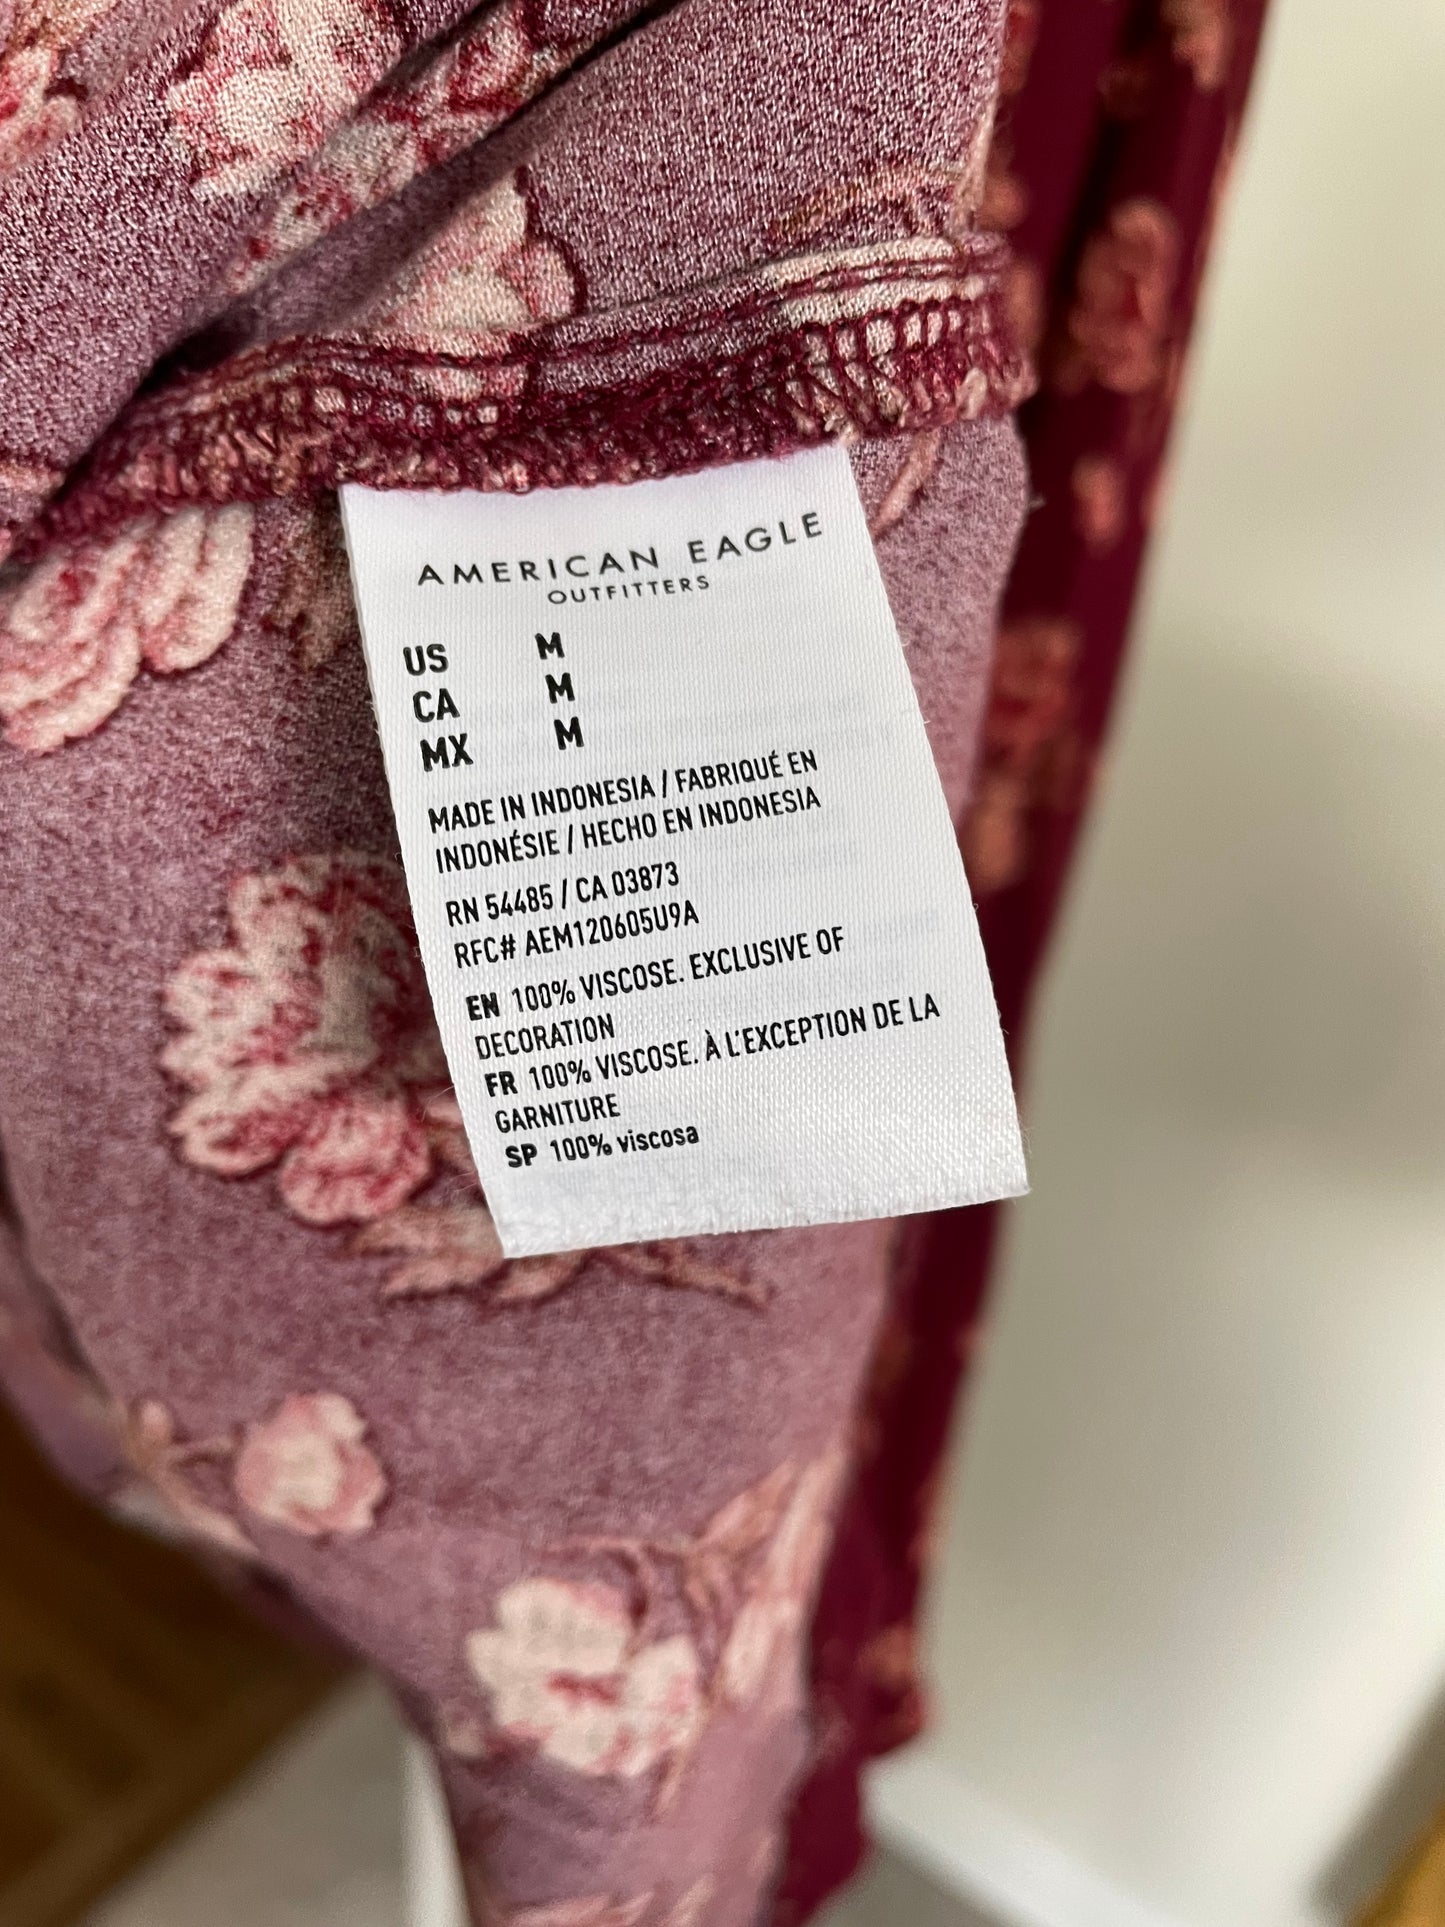 AMERICAN EAGLE
OUTFITTERS
US M
CA M
MX M
MADE IN INDONESIA / FABRIQUÉ EN
INDONÉSIE / HECHO EN INDONESIA
RN 54485 / CA 03873
RFC# AEM120605U9A
EN 100% VISCOSE. EXCLUSIVE OF
DECORATION
FR 100% VISCOSE. À L'EXCEPTION DE LA
GARNITURE
SP 100% viscosa